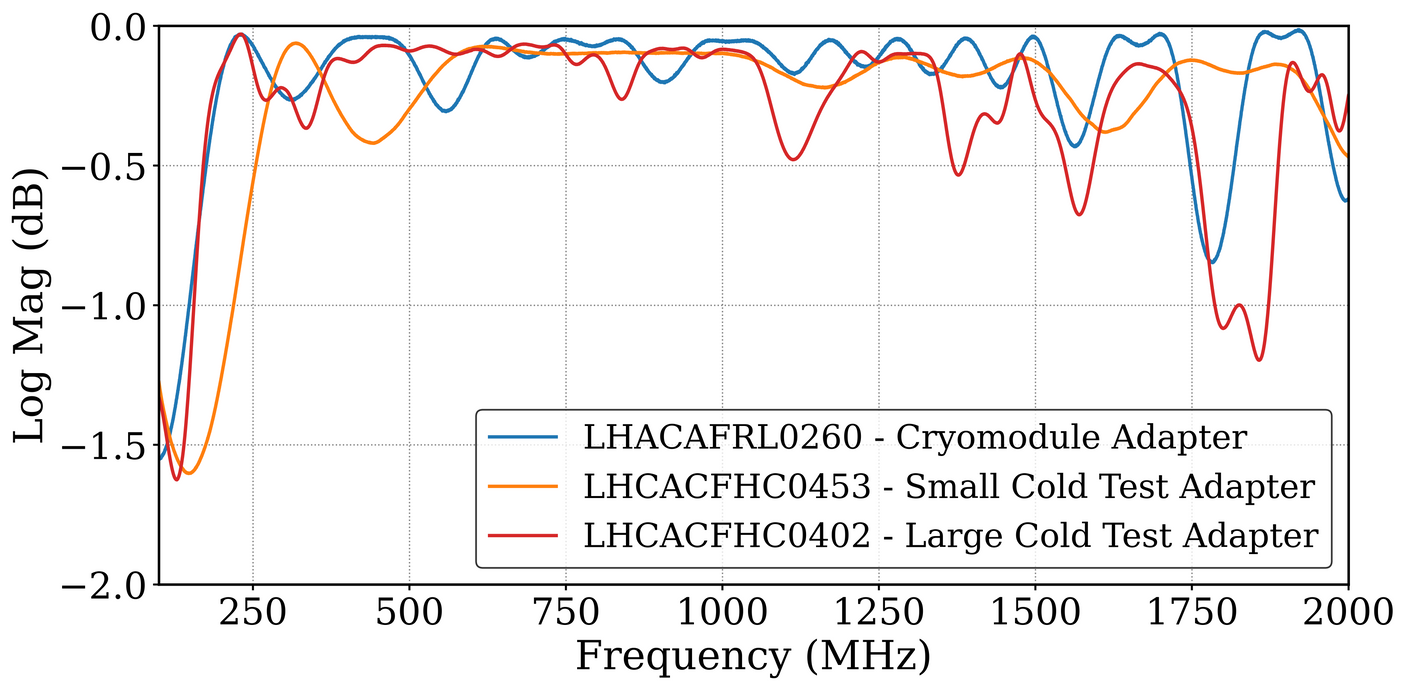 0.0
−0.5
−1.0
−1.5
−2.0
Log Mag (dB)
LHACAFRL0260 - Cryomodule Adapter
LHCACFHC0453 - Small Cold Test Adapter
LHCACFHC0402 - Large Cold Test Adapter
250 500 750 1000 1250 1500 1750 2000
Frequency (MHz)